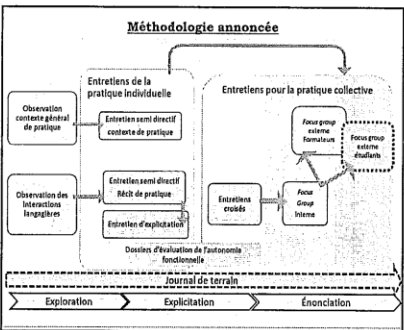 Méthodologie annoncée
Entretiens de la
pratique individuelle
Entretiens pour la pratique collective
Observation
contexte général
de pratique
Entretien semi directif
contexte de pratique
Focus group
externe
Formateurs
Focus group
externe
étudiants
Observation des
interactions
langagières
Entretien semi directif
Récit de pratique
Entretien d'explicitation
Entretiens
croisés
Focus
Group
Interne
Dossiers d'évaluation de l'autonomie
fonctionnelle
Journal de terrain
Exploration
Explicitation
Énonciation